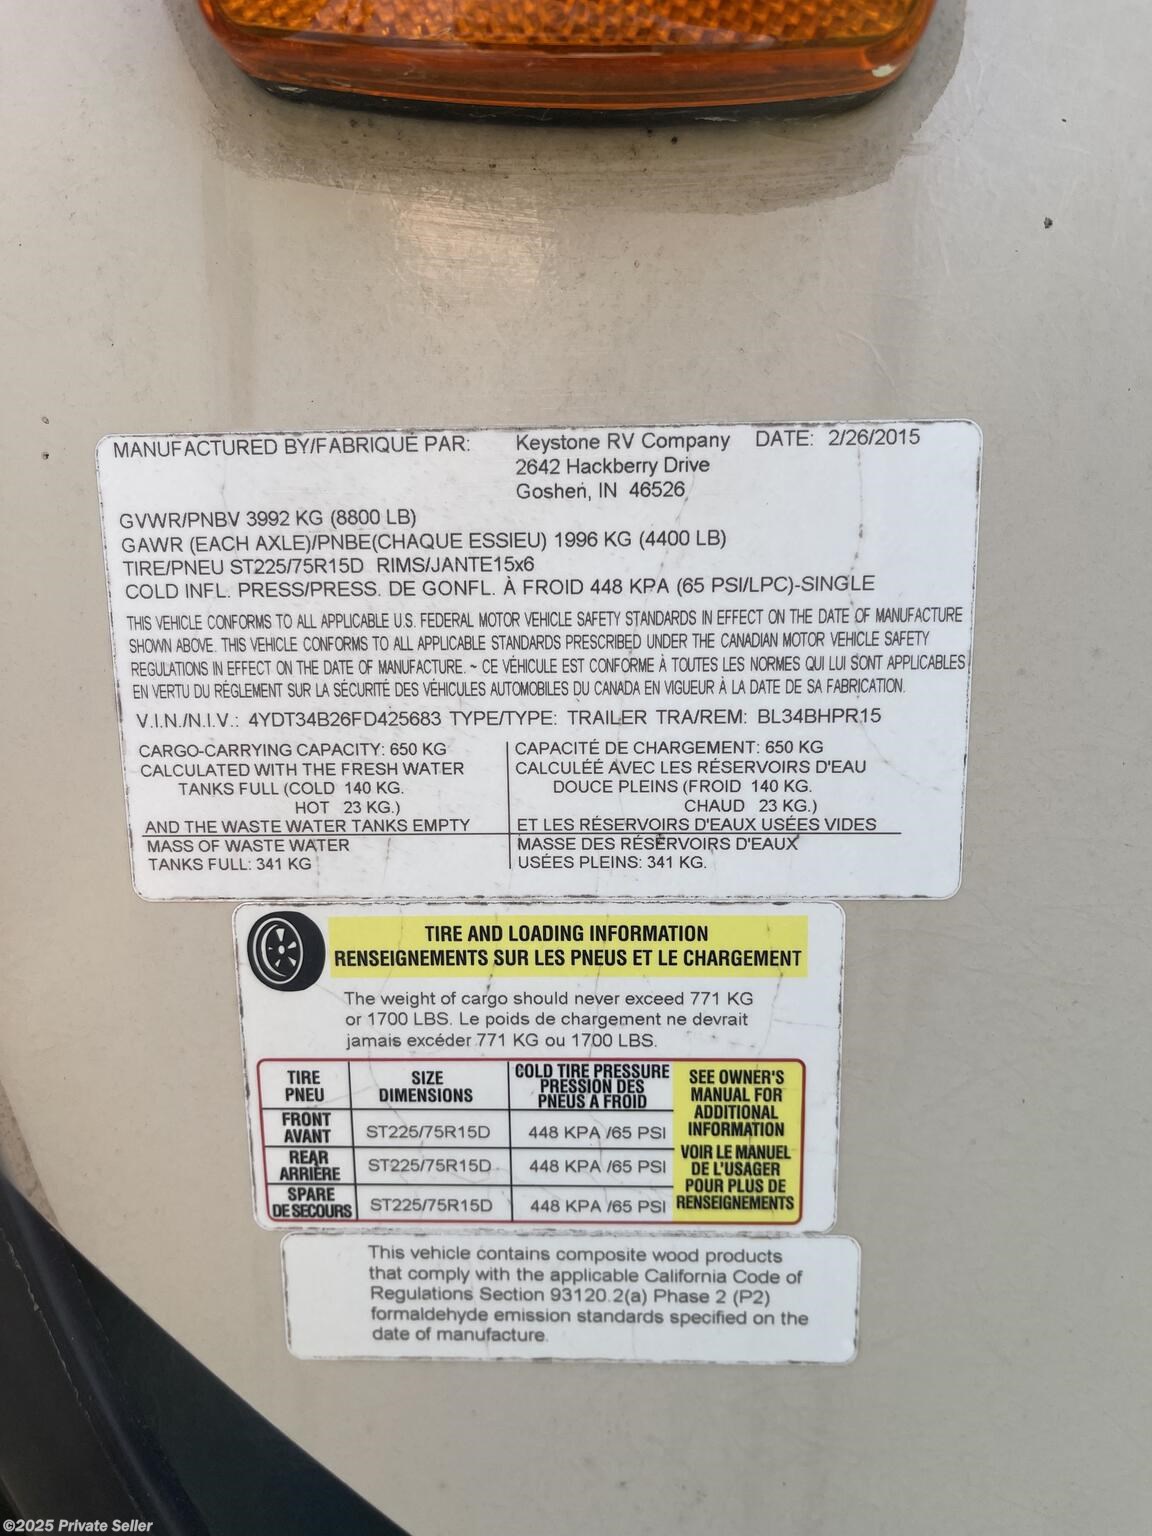 MANUFACTURED BY/FABRIQUÉ PAR: Keystone RV Company DATE: 2/26/2015
2642 Hackberry Drive
Goshen, IN 46526
GVWR/PNBV 3992 KG (8800 LB)
GAWR (EACH AXLE)/PNBE(CHAQUE ESSIEU) 1996 KG (4400 LB)
TIRE/PNEU ST225/75R15D RIMS/JANTE15x6
COLD INFL. PRESS/PRESS. DE GONFL. À FROID 448 KPA (65 PSI/LPC)-SINGLE
THIS VEHICLE CONFORMS TO ALL APPLICABLE U.S. FEDERAL MOTOR VEHICLE SAFETY STANDARDS IN EFFECT ON THE DATE OF MANUFACTURE
SHOWN ABOVE. THIS VEHICLE CONFORMS TO ALL APPLICABLE STANDARDS PRESCRIBED UNDER THE CANADIAN MOTOR VEHICLE SAFETY
REGULATIONS IN EFFECT ON THE DATE OF MANUFACTURE. ~ CE VÉHICULE EST CONFORME À TOUTES LES NORMES QUI LUI SONT APPLICABLES
EN VERTU DU RÉGLEMENT SUR LA SÉCURITÉ DES VÉHICULES AUTOMOBILES DU CANADA EN VIGUEUR À LA DATE DE SA FABRICATION.
V.I.N./N.I.V.: 4YDT34B26FD425683 TYPE/TYPE: TRAILER TRA/REM: BL34BHPR15
CARGO-CARRYING CAPACITY: 650 KG
CALCULATED WITH THE FRESH WATER
TANKS FULL (COLD 140 KG.
HOT 23 KG.)
AND THE WASTE WATER TANKS EMPTY
MASS OF WASTE WATER
TANKS FULL: 341 KG
CAPACITÉ DE CHARGEMENT: 650 KG
CALCULÉE AVEC LES RÉSERVOIRS D'EAU
DOUCE PLEINS (FROID 140 KG.
CHAUD 23 KG.)
ET LES RÉSERVOIRS D'EAUX USÉES VIDES
MASSE DES RÉSERVOIRS D'EAUX
USÉES PLEINS: 341 KG.
TIRE AND LOADING INFORMATION
RENSEIGNEMENTS SUR LES PNEUS ET LE CHARGEMENT
The weight of cargo should never exceed 771 KG
or 1700 LBS. Le poids de chargement ne devrait
jamais excéder 771 KG ou 1700 LBS.
TIRE
PNEU
SIZE
DIMENSIONS
COLD TIRE PRESSURE
PRESSION DES
PNEUS A FROID
FRONT
AVANT
ST225/75R15D
448 KPA /65 PSI
REAR
ARRIÈRE
ST225/75R15D
448 KPA /65 PSI
SPARE
DE SECOURS
ST225/75R15D
448 KPA /65 PSI
SEE OWNER'S
MANUAL FOR
ADDITIONAL
INFORMATION
VOIR LE MANUEL
DE L'USAGER
POUR PLUS DE
RENSEIGNEMENTS
This vehicle contains composite wood products
that comply with the applicable California Code of
Regulations Section 93120.2(a) Phase 2 (P2)
formaldehyde emission standards specified on the
date of manufacture.
©2025 Private Seller